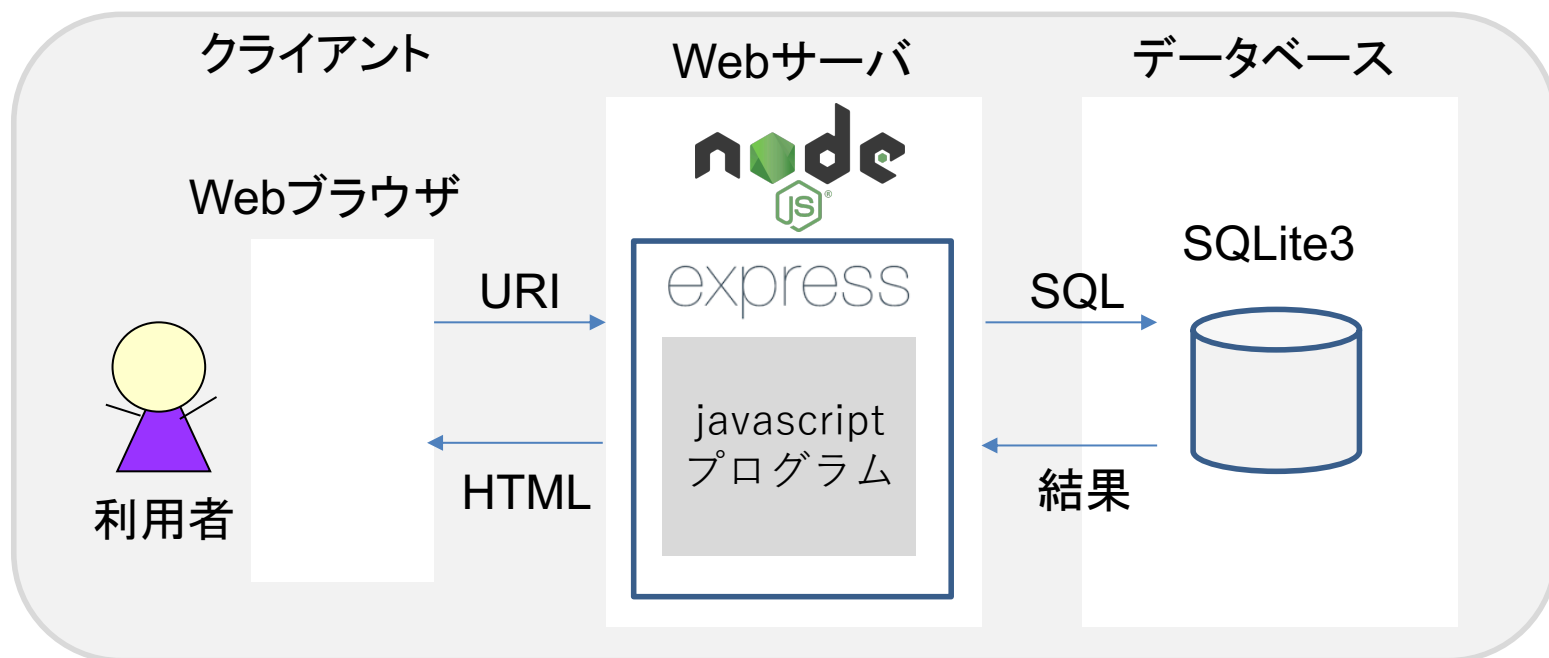 クライアント
Webサーバ
データベース
node
JS®
Webブラウザ
express
SQLite3
URI
SQL
javascript
プログラム
HTML
結果
利用者